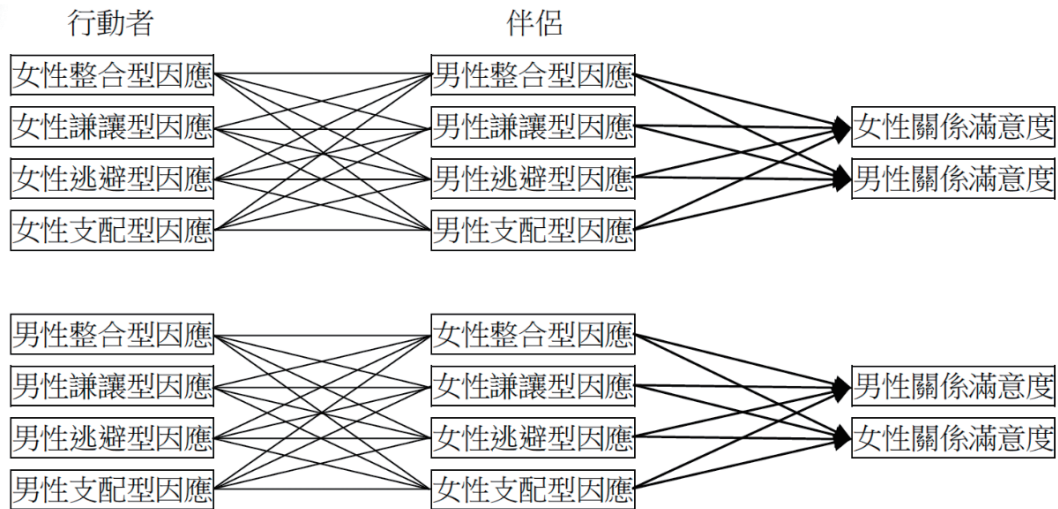 行動者 伴侶
女性整合型因應 男性整合型因應
女性謙讓型因應 男性謙讓型因應 女性關係滿意度
女性逃避型因應 男性逃避型因應 男性關係滿意度
女性支配型因應 男性支配型因應
男性整合型因應 女性整合型因應
男性謙讓型因應 女性謙讓型因應 男性關係滿意度
男性逃避型因應 女性逃避型因應 女性關係滿意度
男性支配型因應 女性支配型因應